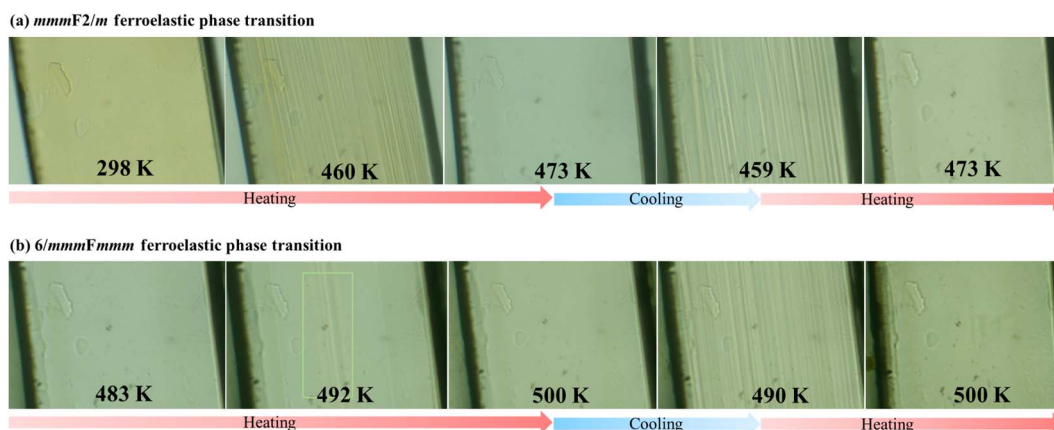 (a) mmmF2/m ferroelastic phase transition
298 K
460 K
473 K
459 K
473 K
Heating
Cooling
Heating
(b) 6/mmmFmmm ferroelastic phase transition
483 K
492 K
500 K
490 K
500 K
Heating
Cooling
Heating